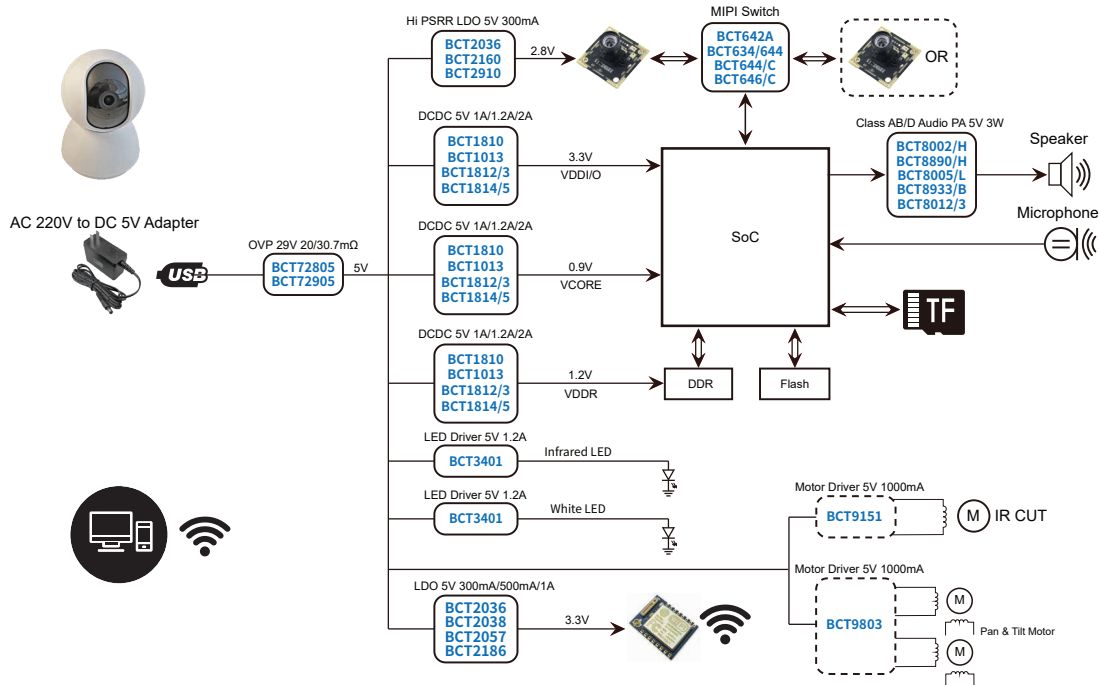 Hi PSRR LDO 5V 300mA
BCT2036
BCT2160
BCT2910
2.8V
MIPI Switch
BCT642A
BCT634/644
BCT644/C
BCT646/C
OR
DCDC 5V 1A/1.2A/2A
BCT1810
BCT1013
BCT1812/3
BCT1814/5
3.3V
VDDI/O
SoC
Class AB/D Audio PA 5V 3W
BCT8002/H
BCT8890/H
BCT8005/L
BCT8933/B
BCT8012/3
Speaker
Microphone
AC 220V to DC 5V Adapter
USB
OVP 29V 20/30.7mΩ
BCT72805
BCT72905
5V
DCDC 5V 1A/1.2A/2A
BCT1810
BCT1013
BCT1812/3
BCT1814/5
0.9V
VCORE
TF
DCDC 5V 1A/1.2A/2A
BCT1810
BCT1013
BCT1812/3
BCT1814/5
1.2V
VDDR
DDR
Flash
LED Driver 5V 1.2A
BCT3401
Infrared LED
LED Driver 5V 1.2A
BCT3401
White LED
Motor Driver 5V 1000mA
BCT9151
M
IR CUT
Motor Driver 5V 1000mA
BCT9803
M
Pan & Tilt Motor
M
LDO 5V 300mA/500mA/1A
BCT2036
BCT2038
BCT2057
BCT2186
3.3V